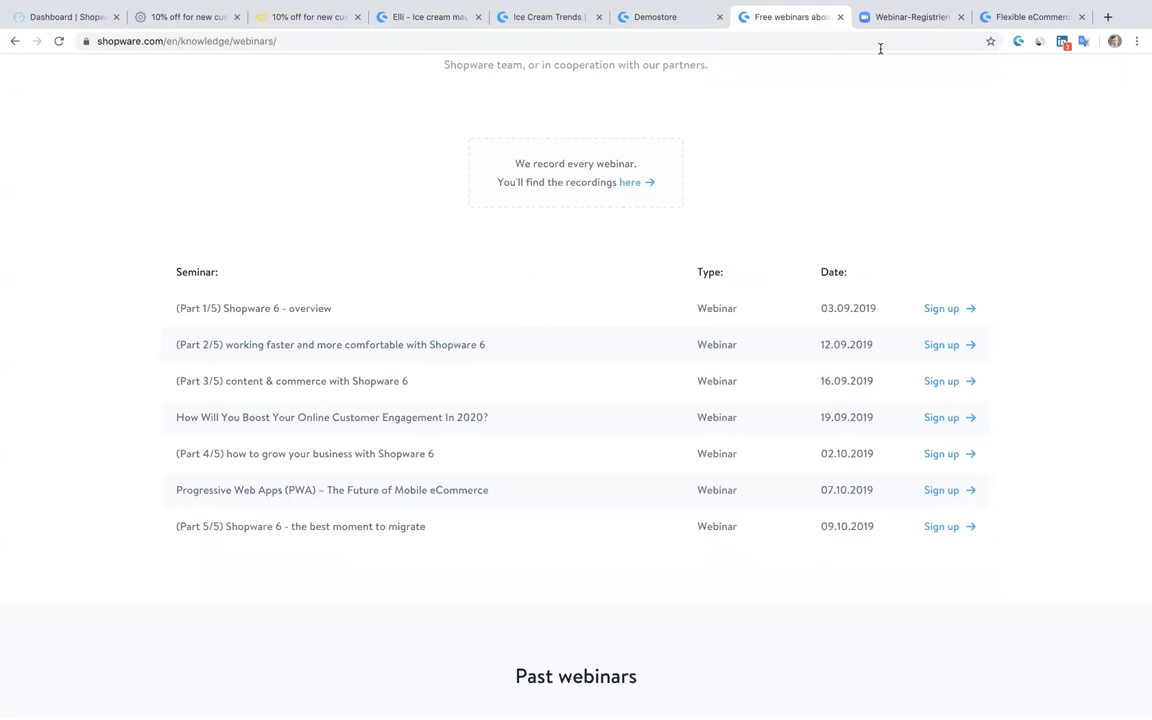 Dashboard | Shopw
10% off for new cus
10% off for new cus
Elli - Ice cream mac
Ice Cream Trends |
Demostore
Free webinars abou
Webinar-Registrier
Flexible eCommerc
shopware.com/en/knowledge/webinars/
3
Shopware team, or in cooperation with our partners.
We record every webinar.
You'll find the recordings here →
Seminar: Type: Date:
(Part 1/5) Shopware 6 - overview Webinar 03.09.2019 Sign up →
(Part 2/5) working faster and more comfortable with Shopware 6 Webinar 12.09.2019 Sign up →
(Part 3/5) content & commerce with Shopware 6 Webinar 16.09.2019 Sign up →
How Will You Boost Your Online Customer Engagement In 2020? Webinar 19.09.2019 Sign up →
(Part 4/5) how to grow your business with Shopware 6 Webinar 02.10.2019 Sign up →
Progressive Web Apps (PWA) – The Future of Mobile eCommerce Webinar 07.10.2019 Sign up →
(Part 5/5) Shopware 6 - the best moment to migrate Webinar 09.10.2019 Sign up →
Past webinars